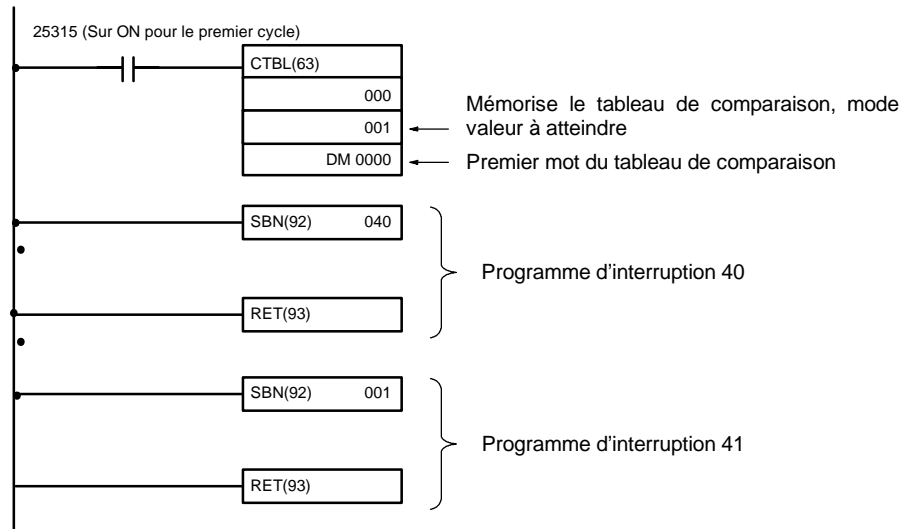 25315 (Sur ON pour le premier cycle)
CTBL(63)
000
001
Mémorise le tableau de comparaison, mode
valeur à atteindre
DM 0000
Premier mot du tableau de comparaison
SBN(92) 040
Programme d'interruption 40
RET(93)
SBN(92) 001
Programme d'interruption 41
RET(93)